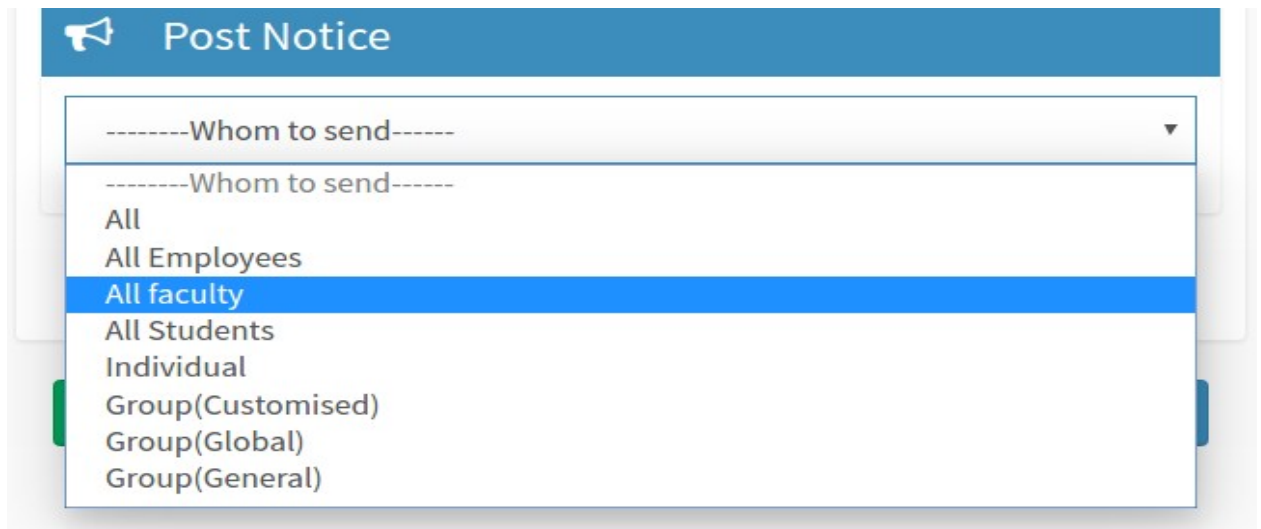 Post Notice
--------Whom to send------
--------Whom to send------
All
All Employees
All faculty
All Students
Individual
Group(Customised)
Group(Global)
Group(General)